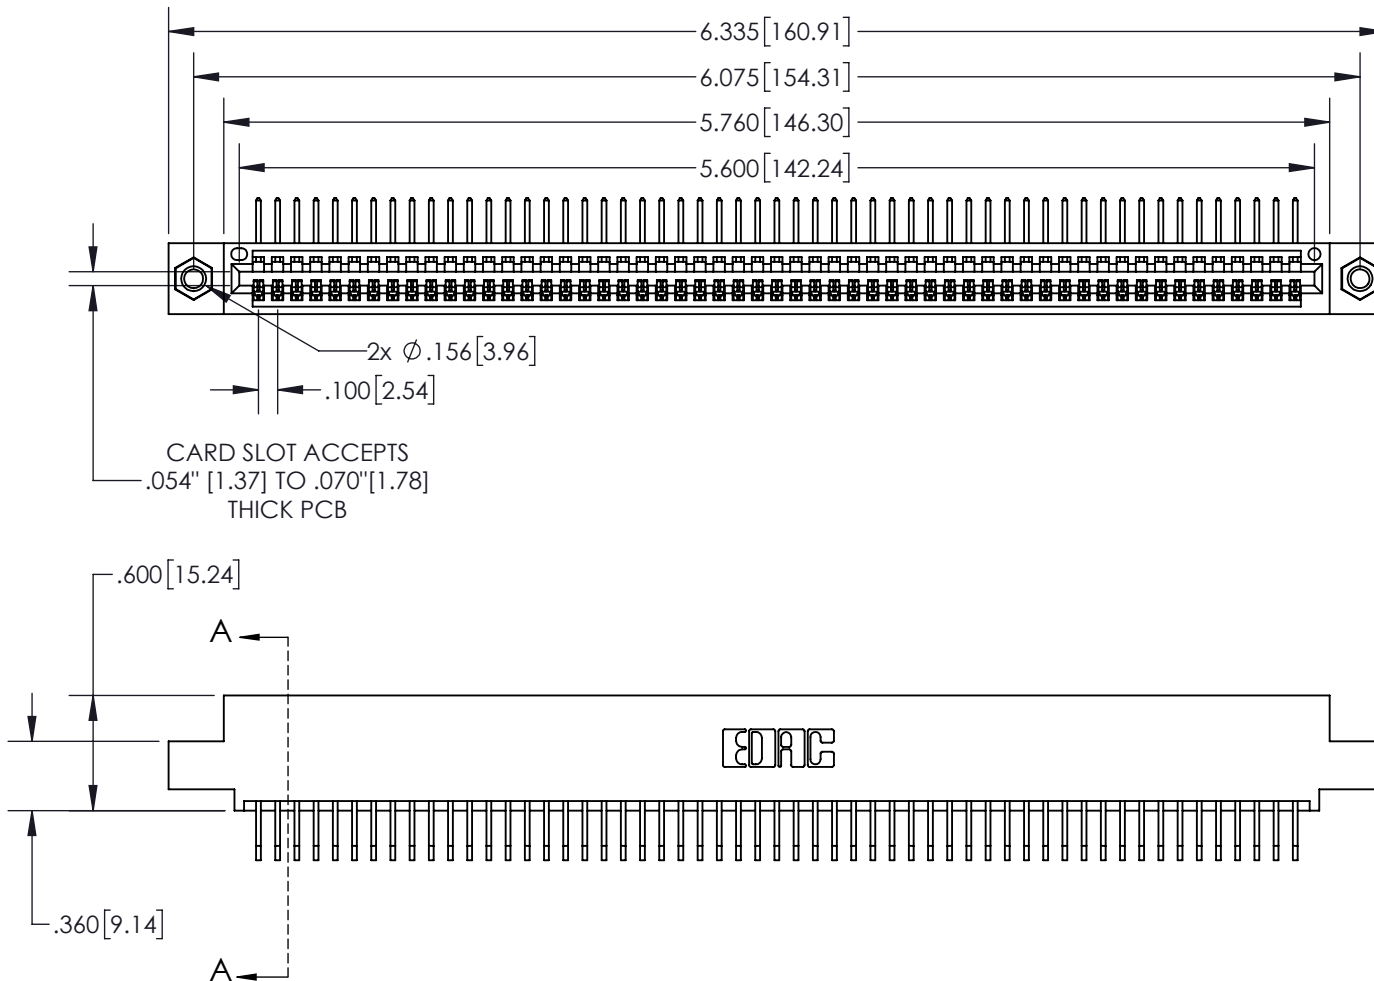 6.335[160.91]
6.075[154.31]
5.760[146.30]
5.600[142.24]
2x Ø.156[3.96]
.100[2.54]
CARD SLOT ACCEPTS
.054" [1.37] TO .070"[1.78]
THICK PCB
.600[15.24]
A
EDAC
.360[9.14]
A